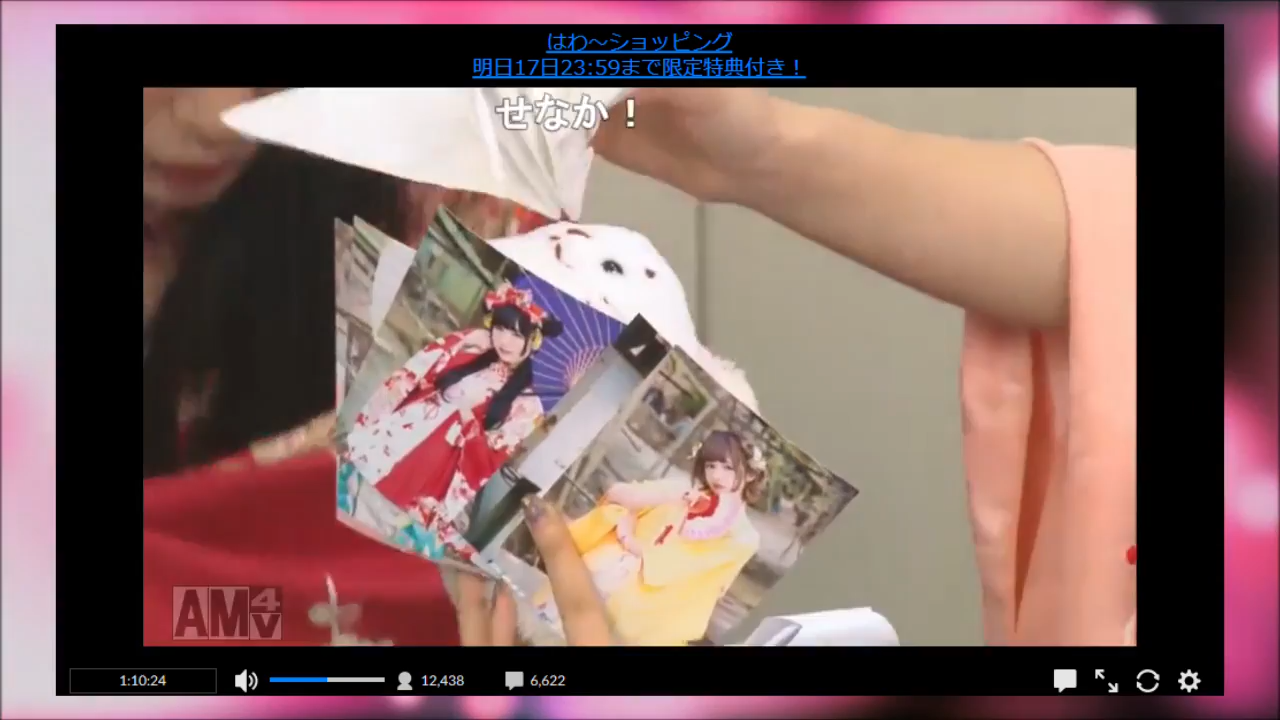 はわ～ショッピング
明日17日23:59まで限定特典付き！
せなか！
AM4V
1:10:24
12,438
6,622